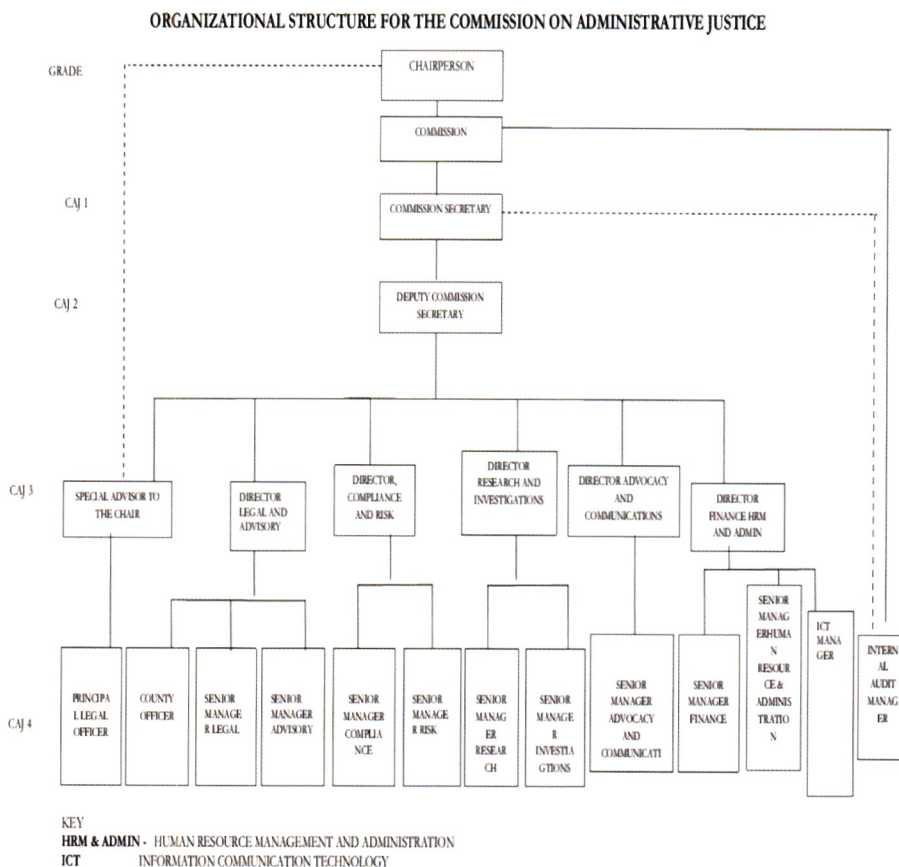 ORGANIZATIONAL STRUCTURE FOR THE COMMISSION ON ADMINISTRATIVE JUSTICE
GRADE
CHAIRPERSON
COMMISSION
CAJ 1
COMMISSION SECRETARY
CAJ 2
DEPUTY COMMISSION
SECRETARY
CAJ 3
SPECIAL ADVISOR TO
THE CHAIR
DIRECTOR
LEGAL AND
ADVISORY
DIRECTOR,
COMPLIANCE
AND RISK
DIRECTOR
RESEARCH AND
INVESTIGATIONS
DIRECTOR ADVOCACY
AND
COMMUNICATIONS
DIRECTOR
FINANCE HRM
AND ADMIN
CAJ 4
PRINCIPA
L LEGAL
OFFICER
COUNTY
OFFICER
SENIOR
MANAGE
R LEGAL
SENIOR
MANAGER
ADVISORY
SENIOR
MANAGER
COMPLIA
NCE
SENIOR
MANAGE
R RISK
SENIOR
MANAG
ER
RESEAR
CH
SENIOR
MANAGE
R
INVESTIA
GTIONS
SENIOR
MANAGER
ADVOCACY
AND
COMMUNICATI
SENIOR
MANAGER
FINANCE
SENIOR
MANAG
ERHUMA
N
RESOUR
CE &
ADMINIS
TRATIO
N
ICT
MANA
GER
INTERN
AL
AUDIT
MANAG
ER
KEY
HRM & ADMIN - HUMAN RESOURCE MANAGEMENT AND ADMINISTRATION
ICT INFORMATION COMMUNICATION TECHNOLOGY